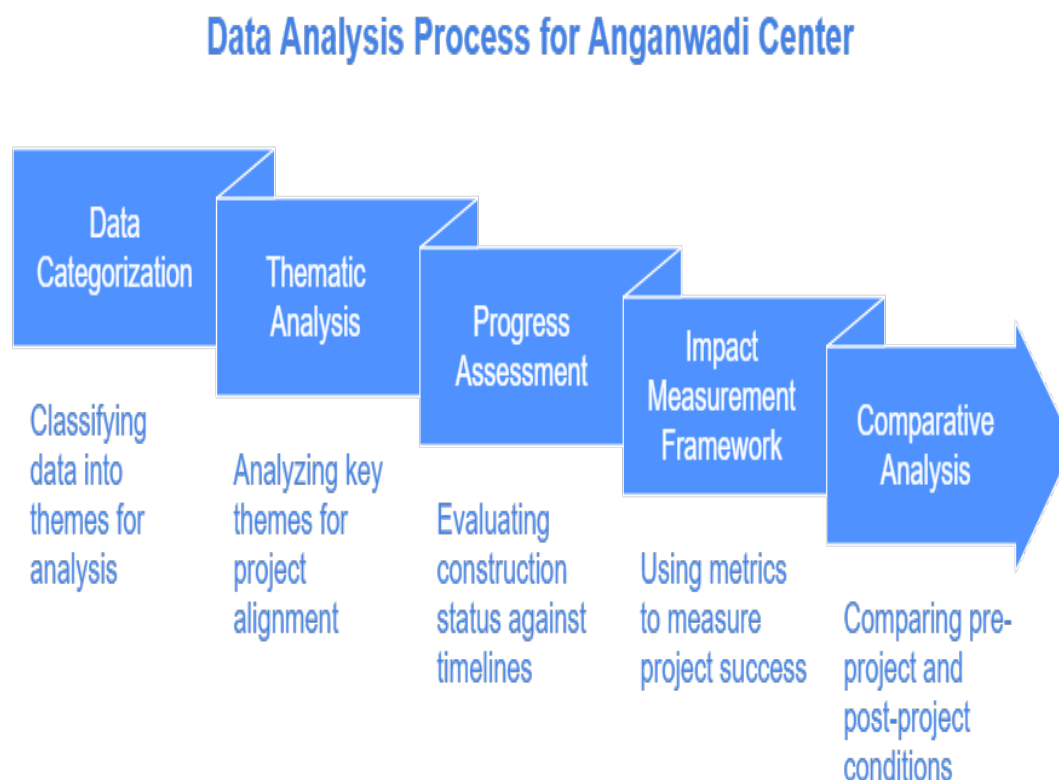 Data Analysis Process for Anganwadi Center
Data
Categorization
Classifying
data into
themes for
analysis
Thematic
Analysis
Analyzing key
themes for
project
alignment
Progress
Assessment
Evaluating
construction
status against
timelines
Impact
Measurement
Framework
Using metrics
to measure
project success
Comparative
Analysis
Comparing pre-
project and
post-project
conditions